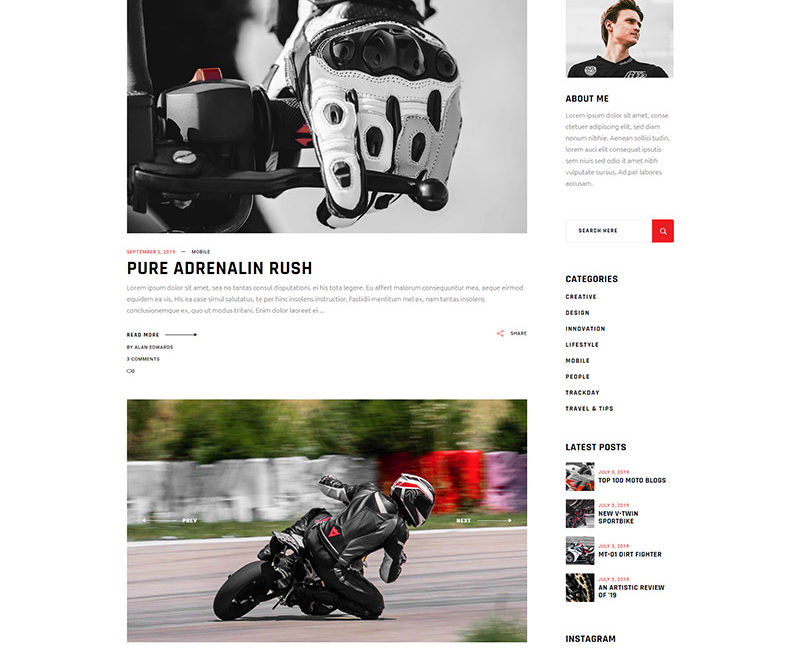 SEPTEMBER 2, 2019 — MOBILE
PURE ADRENALIN RUSH
Lorem ipsum dolor sit amet, sea no tantas consul disputationi, ei his tota legere. Eu affert malorum consequuntur mea, aeque eirmod
equidem ea vis. His ea case simul salutatus, te per hinc insolens instructior. Fastidii mentitum mel ex, nam tantas insolens
conclusionemque ex, quo ut modus tritani. Enim dolor laoreet ei ...
READ MORE
SHARE
BY ALAN EDWARDS
3 COMMENTS
PREV
NEXT
ABOUT ME
Lorem ipsum dolor sit amet, conse
ctetuer adipiscing elit, sed diam
nonum nibhie. Aenean sollici tudin,
lorem auci elit consequat ipsutis
sem niuis sed odio it amet nibh
vulputate cursus. Ad per labores
accusam.
SEARCH HERE
CATEGORIES
CREATIVE
DESIGN
INNOVATION
LIFESTYLE
MOBILE
PEOPLE
TRACKDAY
TRAVEL & TIPS
LATEST POSTS
JULY 3, 2019
TOP 100 MOTO BLOGS
JULY 3, 2019
NEW V-TWIN
SPORTBIKE
JULY 3, 2019
MT-01 DIRT FIGHTER
JULY 3, 2019
AN ARTISTIC REVIEW
OF '19
INSTAGRAM